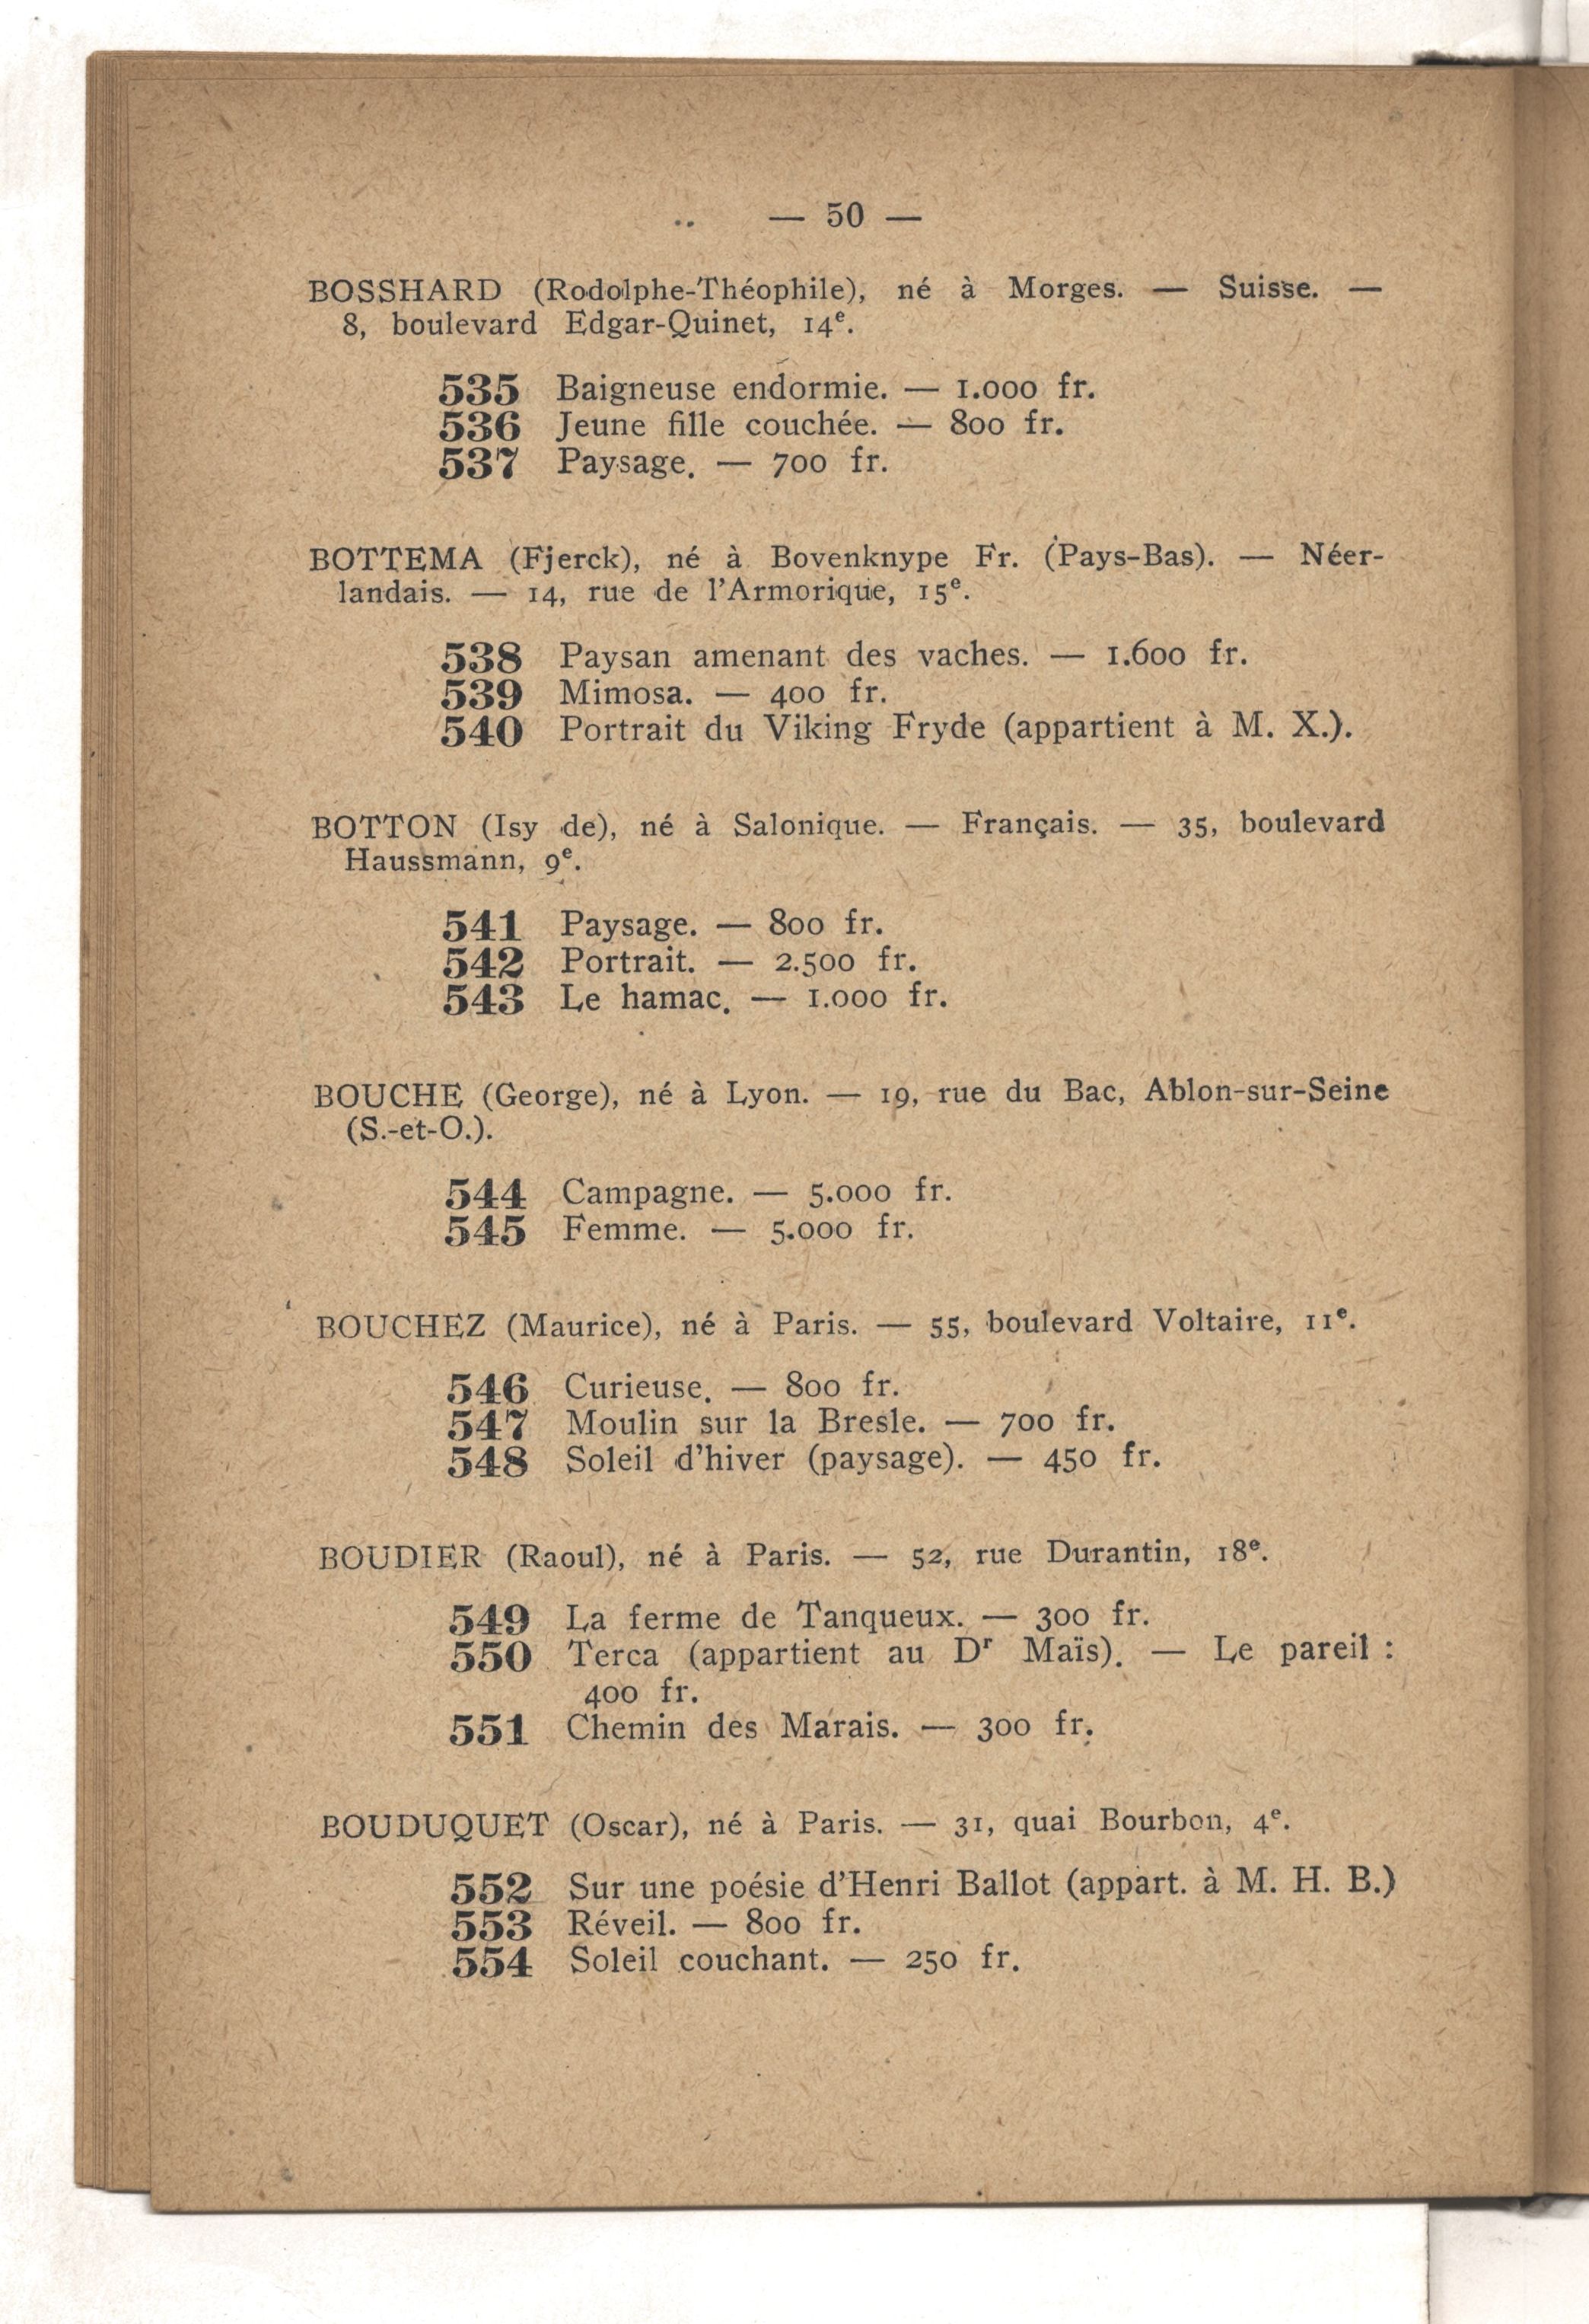 — 50 —
BOSSHARD (Rodolphe-Théophile), né à Morges. — Suisse. —
8, boulevard Edgar-Quinet, 14e.
535 Baigneuse endormie. — 1.000 fr.
536 Jeune fille couchée. — 800 fr.
537 Paysage. — 700 fr.
BOTTEMA (Fjerck), né à Bovenknype Fr. (Pays-Bas). — Néer-
landais. — 14, rue de l'Armorique, 15e.
538 Paysan amenant des vaches. — 1.600 fr.
539 Mimosa. — 400 fr.
540 Portrait du Viking Fryde (appartient à M. X.).
BOTTON (Isy de), né à Salonique. — Français. — 35, boulevard
Haussmann, 9e.
541 Paysage. — 800 fr.
542 Portrait. — 2.500 fr.
543 Le hamac. — 1.000 fr.
BOUCHE (George), né à Lyon. — 19, rue du Bac, Ablon-sur-Seine
(S.-et-O.).
544 Campagne. — 5.000 fr.
545 Femme. — 5.000 fr.
BOUCHEZ (Maurice), né à Paris. — 55, boulevard Voltaire, 11e.
546 Curieuse. — 800 fr.
547 Moulin sur la Bresle. — 700 fr.
548 Soleil d'hiver (paysage). — 450 fr.
BOUDIER (Raoul), né à Paris. — 52, rue Durantin, 18e.
549 La ferme de Tanqueux. — 300 fr.
550 Terca (appartient au Dr Maïs). — Le pareil :
400 fr.
551 Chemin des Marais. — 300 fr.
BOUDUQUET (Oscar), né à Paris. — 31, quai Bourbon, 4e.
552 Sur une poésie d'Henri Ballot (appart. à M. H. B.)
553 Réveil. — 800 fr.
554 Soleil couchant. — 250 fr.